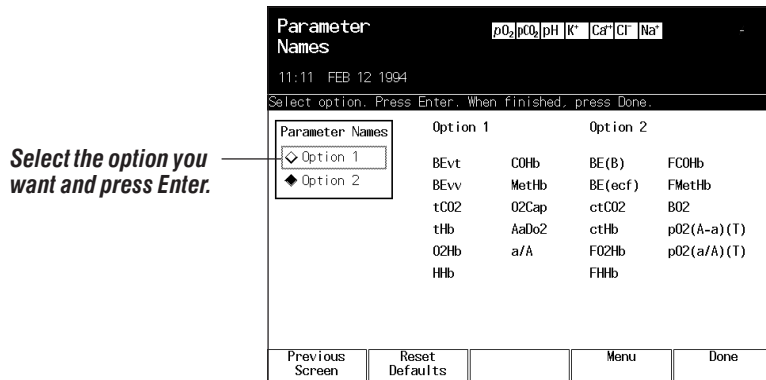 Parameter
Names
pO₂ pCO₂ pH K⁺ Ca⁺⁺ Cl⁻ Na⁺ -
11:11 FEB 12 1994
Select option. Press Enter. When finished, press Done.
Select the option you
want and press Enter.
Parameter Names
Option 1
Option 2
Option 1 Option 2
BEvt COHb BE(B) FCOHb
BEvv MetHb BE(ecf) FMetHb
tCO2 O2Cap ctCO2 BO2
tHb AaDo2 ctHb pO2(A-a)(T)
O2Hb a/A FO2Hb pO2(a/A)(T)
HHb FHHb
Previous
Screen
Reset
Defaults
Menu
Done